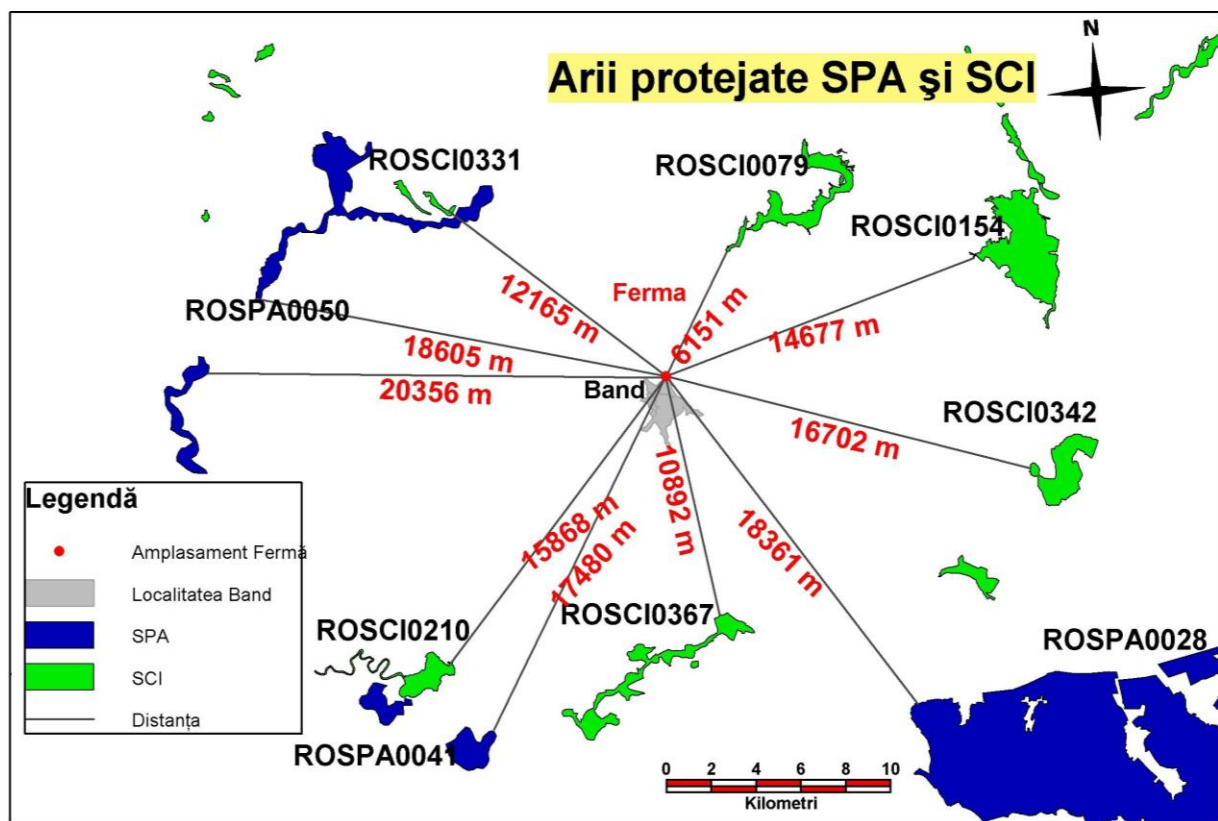 Arii protejate SPA şi SCI
N
ROSCI0331
ROSCI0079
ROSCI0154
ROSPA0050
12165 m
Ferma
6151 m
14677 m
18605 m
20356 m
Band
ROSCI0342
16702 m
10892 m
15868 m
17480 m
18361 m
Legendă
Amplasament Fermă
Localitatea Band
SPA
SCI
Distanța
ROSCI0210
ROSCI0367
ROSPA0028
ROSPA0041
0 2 4 6 8 10
Kilometri